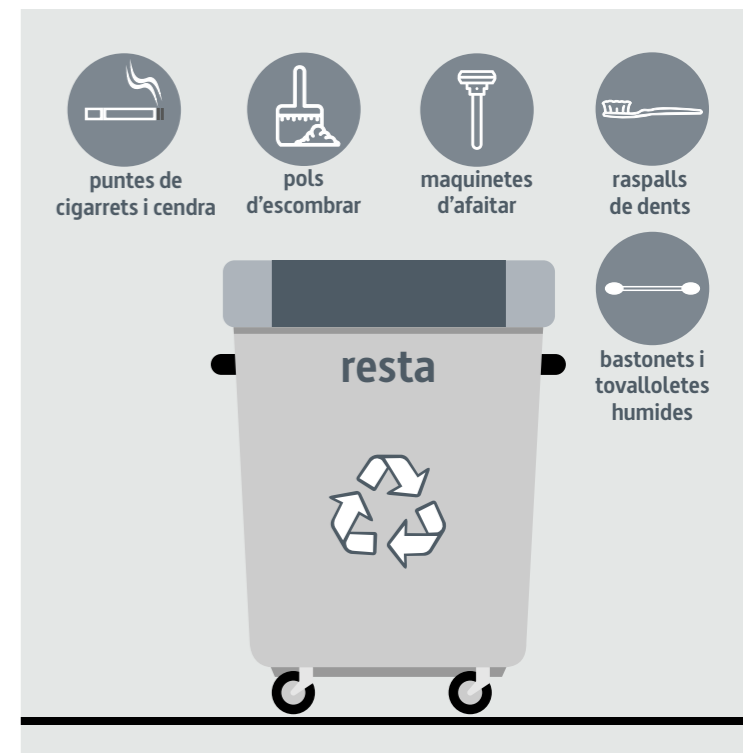 puntes de
cigarrets i cendra
pols
d’escombrar
maquinetes
d’afaitar
raspalls
de dents
bastonets i
tovalloletes
humides
resta